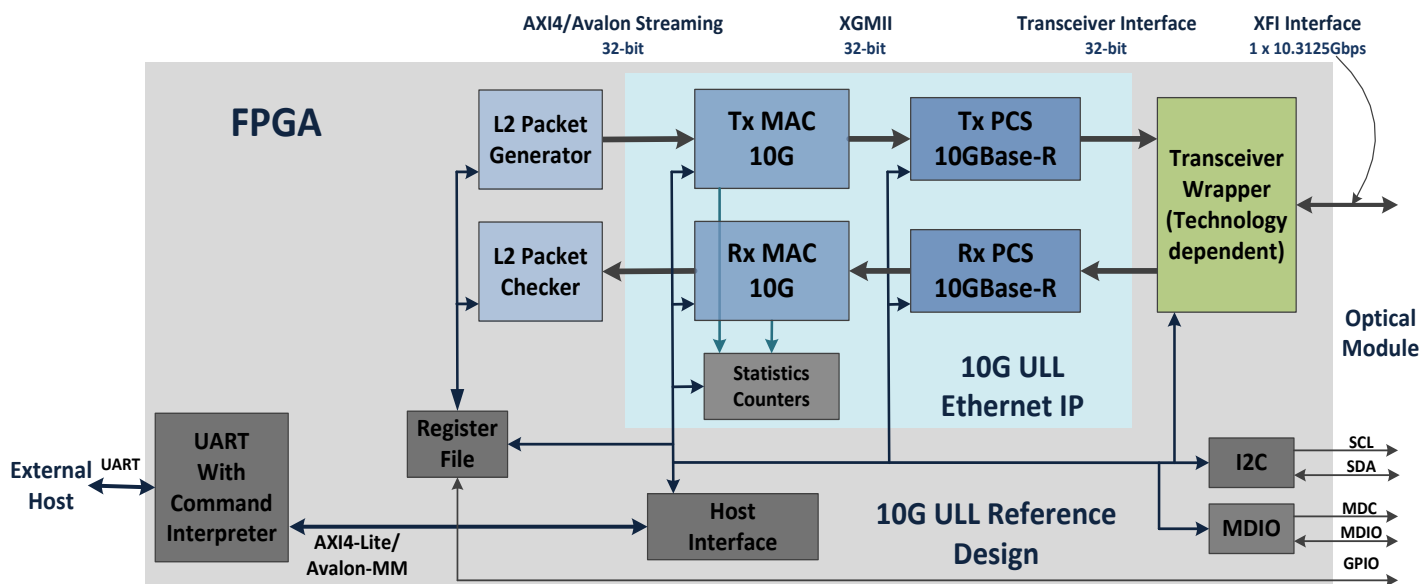 AXI4/Avalon Streaming
32-bit
XGMII
32-bit
Transceiver Interface
32-bit
XFI Interface
1 x 10.3125Gbps
FPGA
L2 Packet
Generator
Tx MAC
10G
Tx PCS
10GBase-R
Transceiver
Wrapper
(Technology
dependent)
L2 Packet
Checker
Rx MAC
10G
Rx PCS
10GBase-R
Optical
Module
Statistics
Counters
10G ULL
Ethernet IP
Register
File
UART
With
Command
Interpreter
External
Host
UART
AXI4-Lite/
Avalon-MM
Host
Interface
10G ULL Reference
Design
I2C
SCL
SDA
MDIO
MDC
MDIO
GPIO